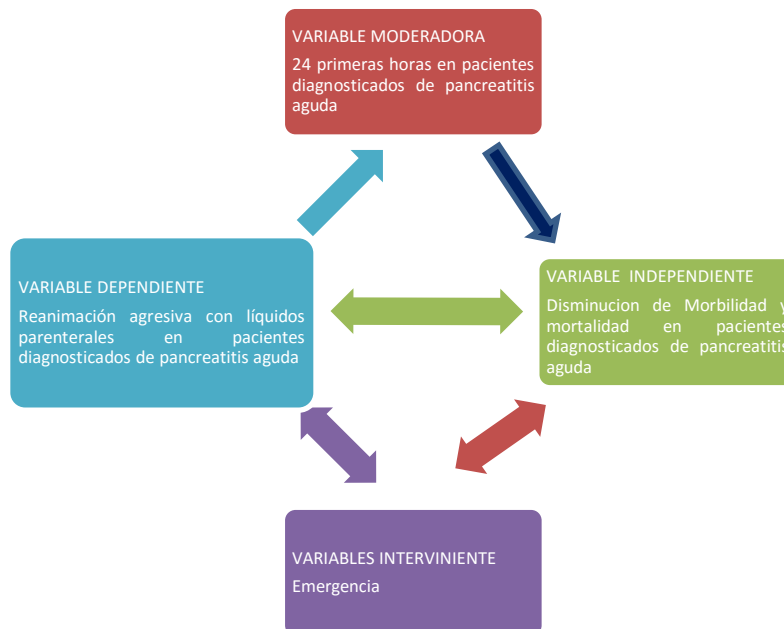 VARIABLE MODERADORA
24 primeras horas en pacientes
diagnosticados de pancreatitis
aguda
VARIABLE DEPENDIENTE
Reanimación agresiva con líquidos
parenterales en pacientes
diagnosticados de pancreatitis aguda
VARIABLE INDEPENDIENTE
Disminucion de Morbilidad y
mortalidad en pacientes
diagnosticados de pancreatitis
aguda
VARIABLES INTERVINIENTE
Emergencia